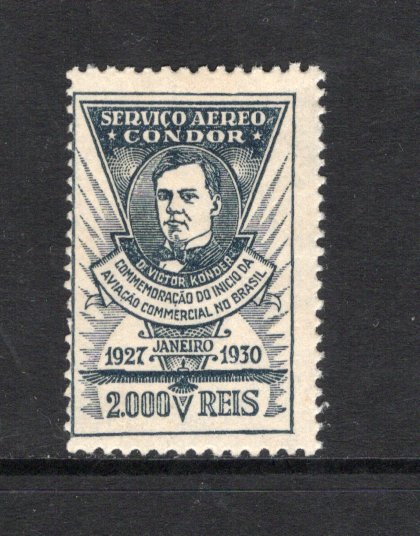 SERVIÇO AEREO
★ CONDOR ★
DR VICTOR KONDER
COMMEMORAÇÃO DO INICIO DA
AVIAÇÃO COMMERCIAL NO BRASIL
JANEIRO
1927 1930
2.000 REIS